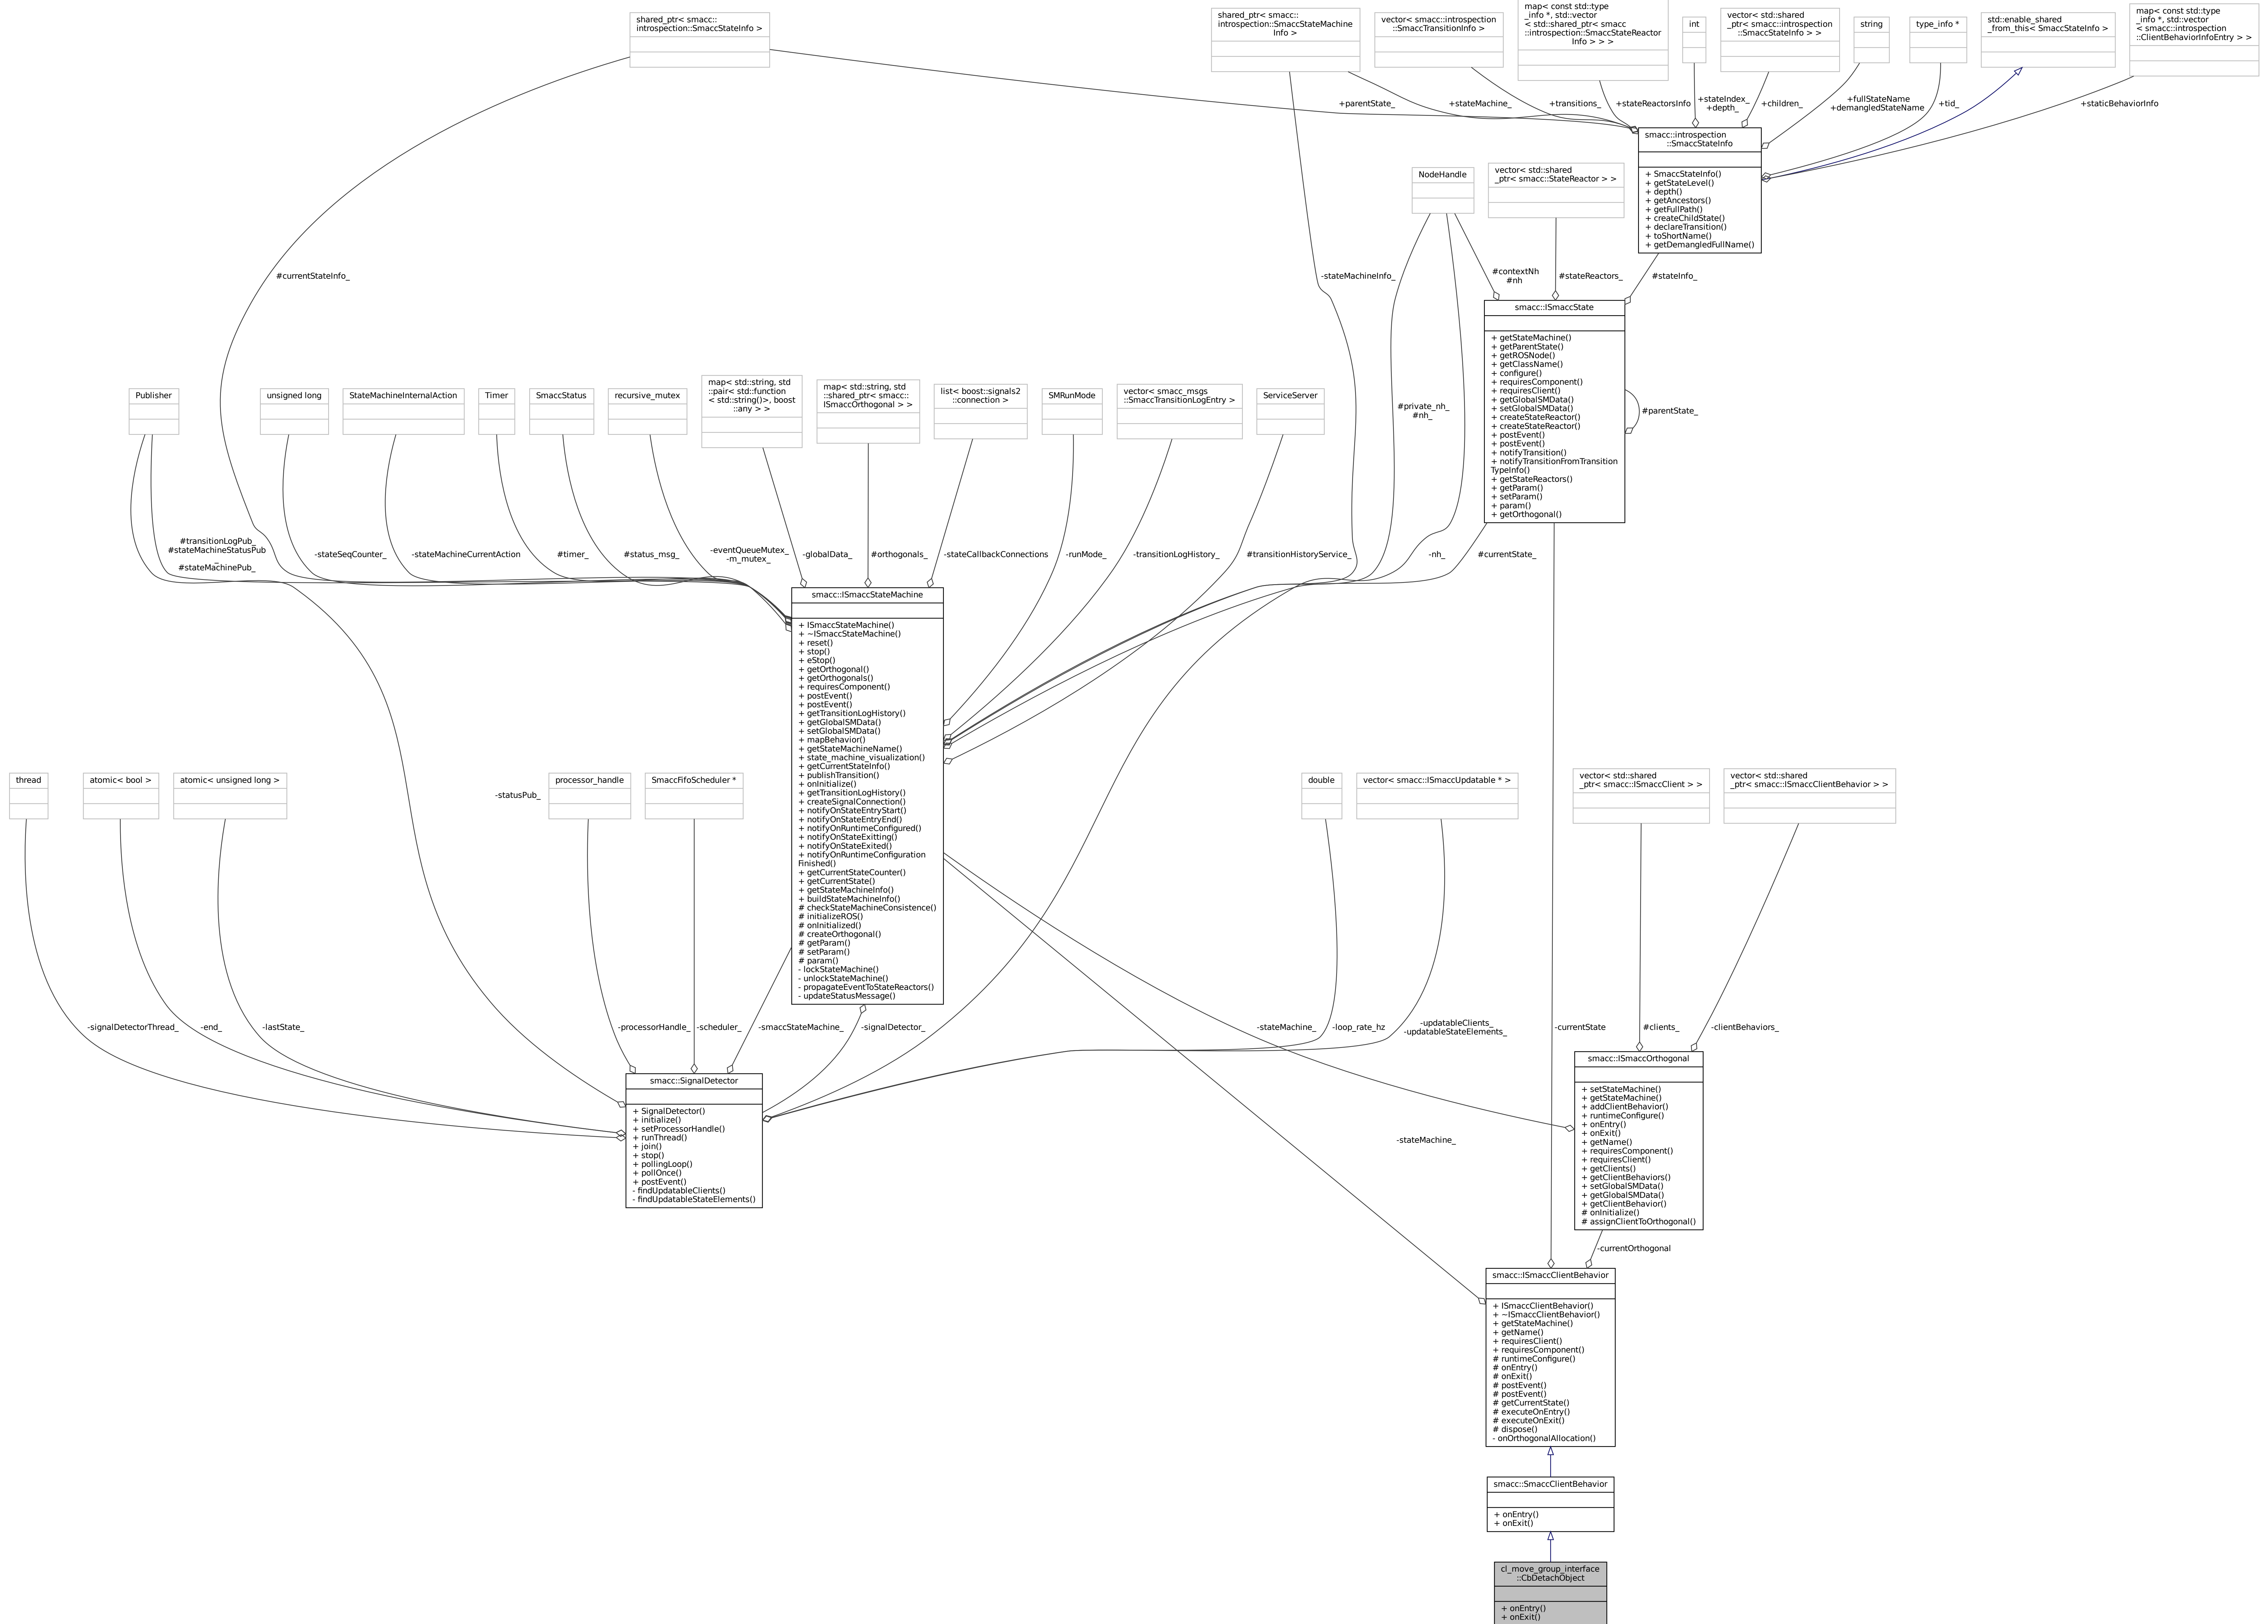 shared_ptr< smacc::
introspection::SmaccStateInfo >
shared_ptr< smacc::
introspection::SmaccStateMachine
Info >
vector< smacc::introspection
::SmaccTransitionInfo >
map< const std::type
_info *, std::vector
< std::shared_ptr< smacc
::introspection::SmaccStateReactor
Info > > >
int
vector< std::shared
_ptr< smacc::introspection
::SmaccStateInfo > >
string
type_info *
std::enable_shared
_from_this< SmaccStateInfo >
map< const std::type
_info *, std::vector
< smacc::introspection
::ClientBehaviorInfoEntry > >
+parentState_
+stateMachine_
+transitions_
+stateReactorsInfo
+stateIndex_
+depth_
+children_
+fullStateName
+demangledStateName
+tid_
+staticBehaviorInfo
smacc::introspection
::SmaccStateInfo
+ SmaccStateInfo()
+ getStateLevel()
+ depth()
+ getAncestors()
+ getFullPath()
+ createChildState()
+ declareTransition()
+ toShortName()
+ getDemangledFullName()
NodeHandle
vector< std::shared
_ptr< smacc::StateReactor > >
#currentStateInfo_
-stateMachineInfo_
#contextNh
#nh
#stateReactors_
#stateInfo_
smacc::ISmaccState
+ getStateMachine()
+ getParentState()
+ getROSNode()
+ getClassName()
+ configure()
+ requiresComponent()
+ requiresClient()
+ getGlobalSMData()
+ setGlobalSMData()
+ createStateReactor()
+ createStateReactor()
+ postEvent()
+ postEvent()
+ notifyTransition()
+ notifyTransitionFromTransition
TypeInfo()
+ getStateReactors()
+ getParam()
+ setParam()
+ param()
+ getOrthogonal()
#parentState_
#private_nh_
#nh_
Publisher
unsigned long
StateMachineInternalAction
Timer
SmaccStatus
recursive_mutex
map< std::string, std
::pair< std::function
< std::string()>, boost
::any > >
map< std::string, std
::shared_ptr< smacc::
ISmaccOrthogonal > >
list< boost::signals2
::connection >
SMRunMode
vector< smacc_msgs
::SmaccTransitionLogEntry >
ServiceServer
#transitionLogPub_
#stateMachineStatusPub
_
#stateMachinePub_
-stateSeqCounter_
-stateMachineCurrentAction
#timer_
#status_msg_
-eventQueueMutex_
-m_mutex_
-globalData_
#orthogonals_
-stateCallbackConnections
-runMode_
-transitionLogHistory_
#transitionHistoryService_
-nh_
#currentState_
smacc::ISmaccStateMachine
+ ISmaccStateMachine()
+ ~ISmaccStateMachine()
+ reset()
+ stop()
+ eStop()
+ getOrthogonal()
+ getOrthogonals()
+ requiresComponent()
+ postEvent()
+ postEvent()
+ getTransitionLogHistory()
+ getGlobalSMData()
+ setGlobalSMData()
+ mapBehavior()
+ getStateMachineName()
+ state_machine_visualization()
+ getCurrentStateInfo()
+ publishTransition()
+ onInitialize()
+ getTransitionLogHistory()
+ createSignalConnection()
+ notifyOnStateEntryStart()
+ notifyOnStateEntryEnd()
+ notifyOnRuntimeConfigured()
+ notifyOnStateExitting()
+ notifyOnStateExited()
+ notifyOnRuntimeConfiguration
Finished()
+ getCurrentStateCounter()
+ getCurrentState()
+ getStateMachineInfo()
+ buildStateMachineInfo()
# checkStateMachineConsistence()
# initializeROS()
# onInitialized()
# createOrthogonal()
# getParam()
# setParam()
# param()
- lockStateMachine()
- unlockStateMachine()
- propagateEventToStateReactors()
- updateStatusMessage()
thread
atomic< bool >
atomic< unsigned long >
-statusPub_
processor_handle
SmaccFifoScheduler *
double
vector< smacc::ISmaccUpdatable * >
vector< std::shared
_ptr< smacc::ISmaccClient > >
vector< std::shared
_ptr< smacc::ISmaccClientBehavior > >
-signalDetectorThread_
-end_
-lastState_
-processorHandle_
-scheduler_
-smaccStateMachine_
-signalDetector_
-stateMachine_
-loop_rate_hz
-updatableClients_
-updatableStateElements_
-currentState
#clients_
-clientBehaviors_
smacc::SignalDetector
+ SignalDetector()
+ initialize()
+ setProcessorHandle()
+ runThread()
+ join()
+ stop()
+ pollingLoop()
+ pollOnce()
+ postEvent()
- findUpdatableClients()
- findUpdatableStateElements()
smacc::ISmaccOrthogonal
+ setStateMachine()
+ getStateMachine()
+ addClientBehavior()
+ runtimeConfigure()
+ onEntry()
+ onExit()
+ getName()
+ requiresComponent()
+ requiresClient()
+ getClients()
+ getClientBehaviors()
+ setGlobalSMData()
+ getGlobalSMData()
+ getClientBehavior()
# onInitialize()
# assignClientToOrthogonal()
-stateMachine_
-currentOrthogonal
smacc::ISmaccClientBehavior
+ ISmaccClientBehavior()
+ ~ISmaccClientBehavior()
+ getStateMachine()
+ getName()
+ requiresClient()
+ requiresComponent()
# runtimeConfigure()
# onEntry()
# onExit()
# postEvent()
# postEvent()
# getCurrentState()
# executeOnEntry()
# executeOnExit()
# dispose()
- onOrthogonalAllocation()
smacc::SmaccClientBehavior
+ onEntry()
+ onExit()
cl_move_group_interface
::CbDetachObject
+ onEntry()
+ onExit()